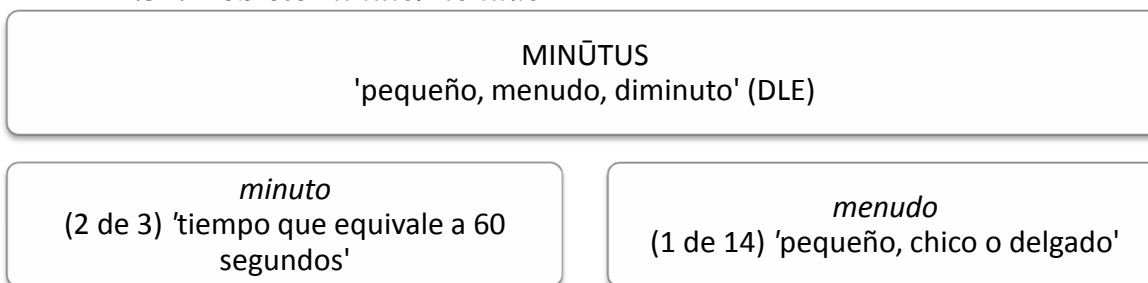 MINŪTUS
'pequeño, menudo, diminuto' (DLE)
minuto
(2 de 3) 'tiempo que equivale a 60
segundos'
menudo
(1 de 14) 'pequeño, chico o delgado'